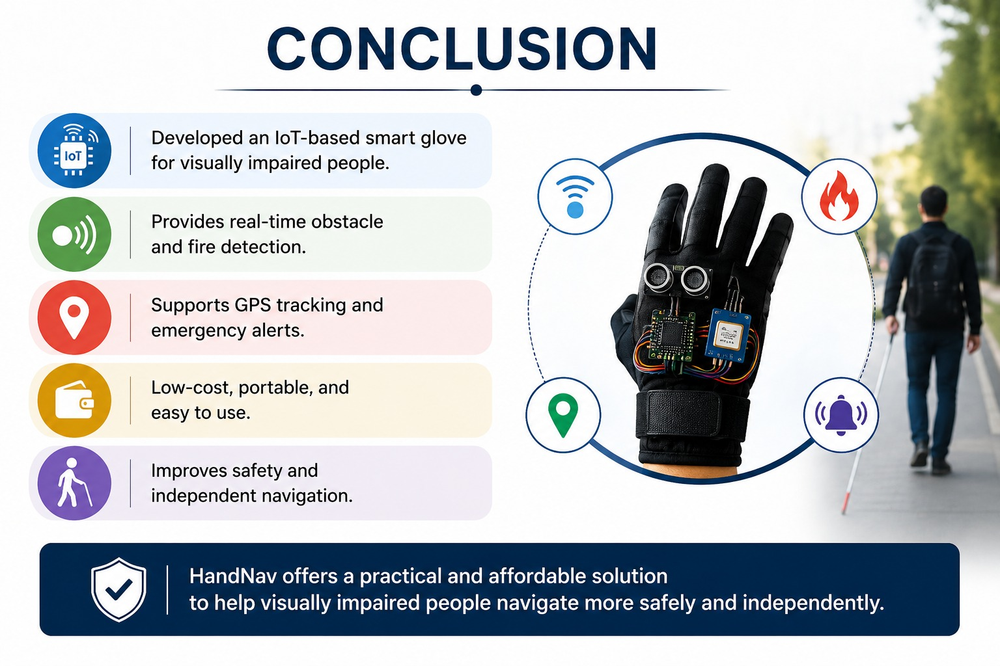 CONCLUSION
IoT
Developed an IoT-based smart glove
for visually impaired people.
Provides real-time obstacle
and fire detection.
Supports GPS tracking and
emergency alerts.
Low-cost, portable, and
easy to use.
Improves safety and
independent navigation.
HandNav offers a practical and affordable solution
to help visually impaired people navigate more safely and independently.